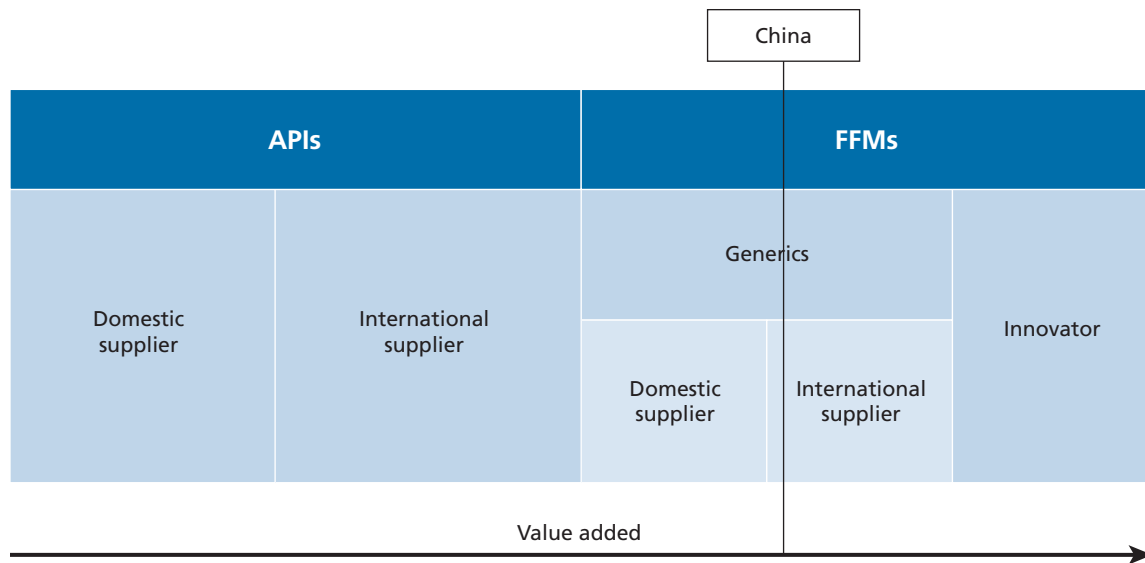 China
APIs
FFMs
Generics
Domestic
supplier
International
supplier
Innovator
Domestic
supplier
International
supplier
Value added